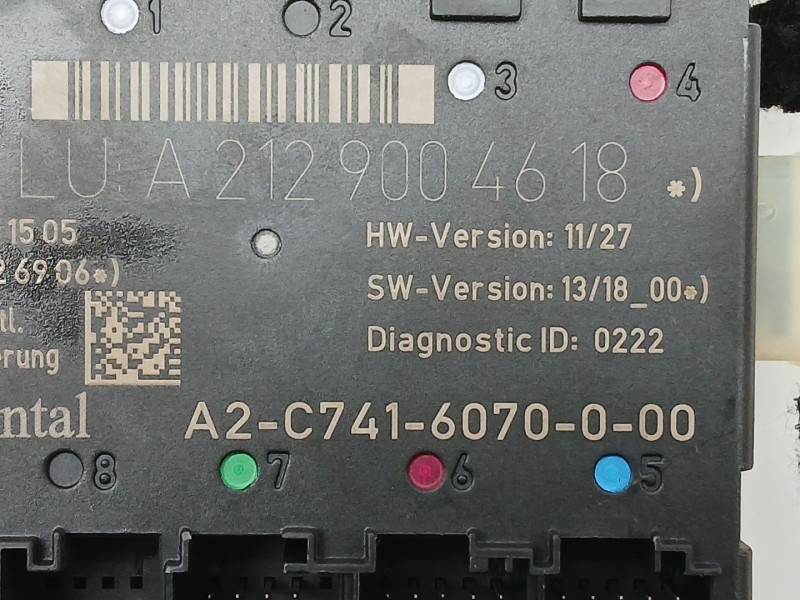 1 2
3 4
LU: A 212 900 46 18 *)
15 05
HW-Version: 11/27
2 69 06*)
SW-Version: 13/18_00*)
tl.
erung
Diagnostic ID: 0222
ntal
A2-C741-6070-0-00
8 7 6 5